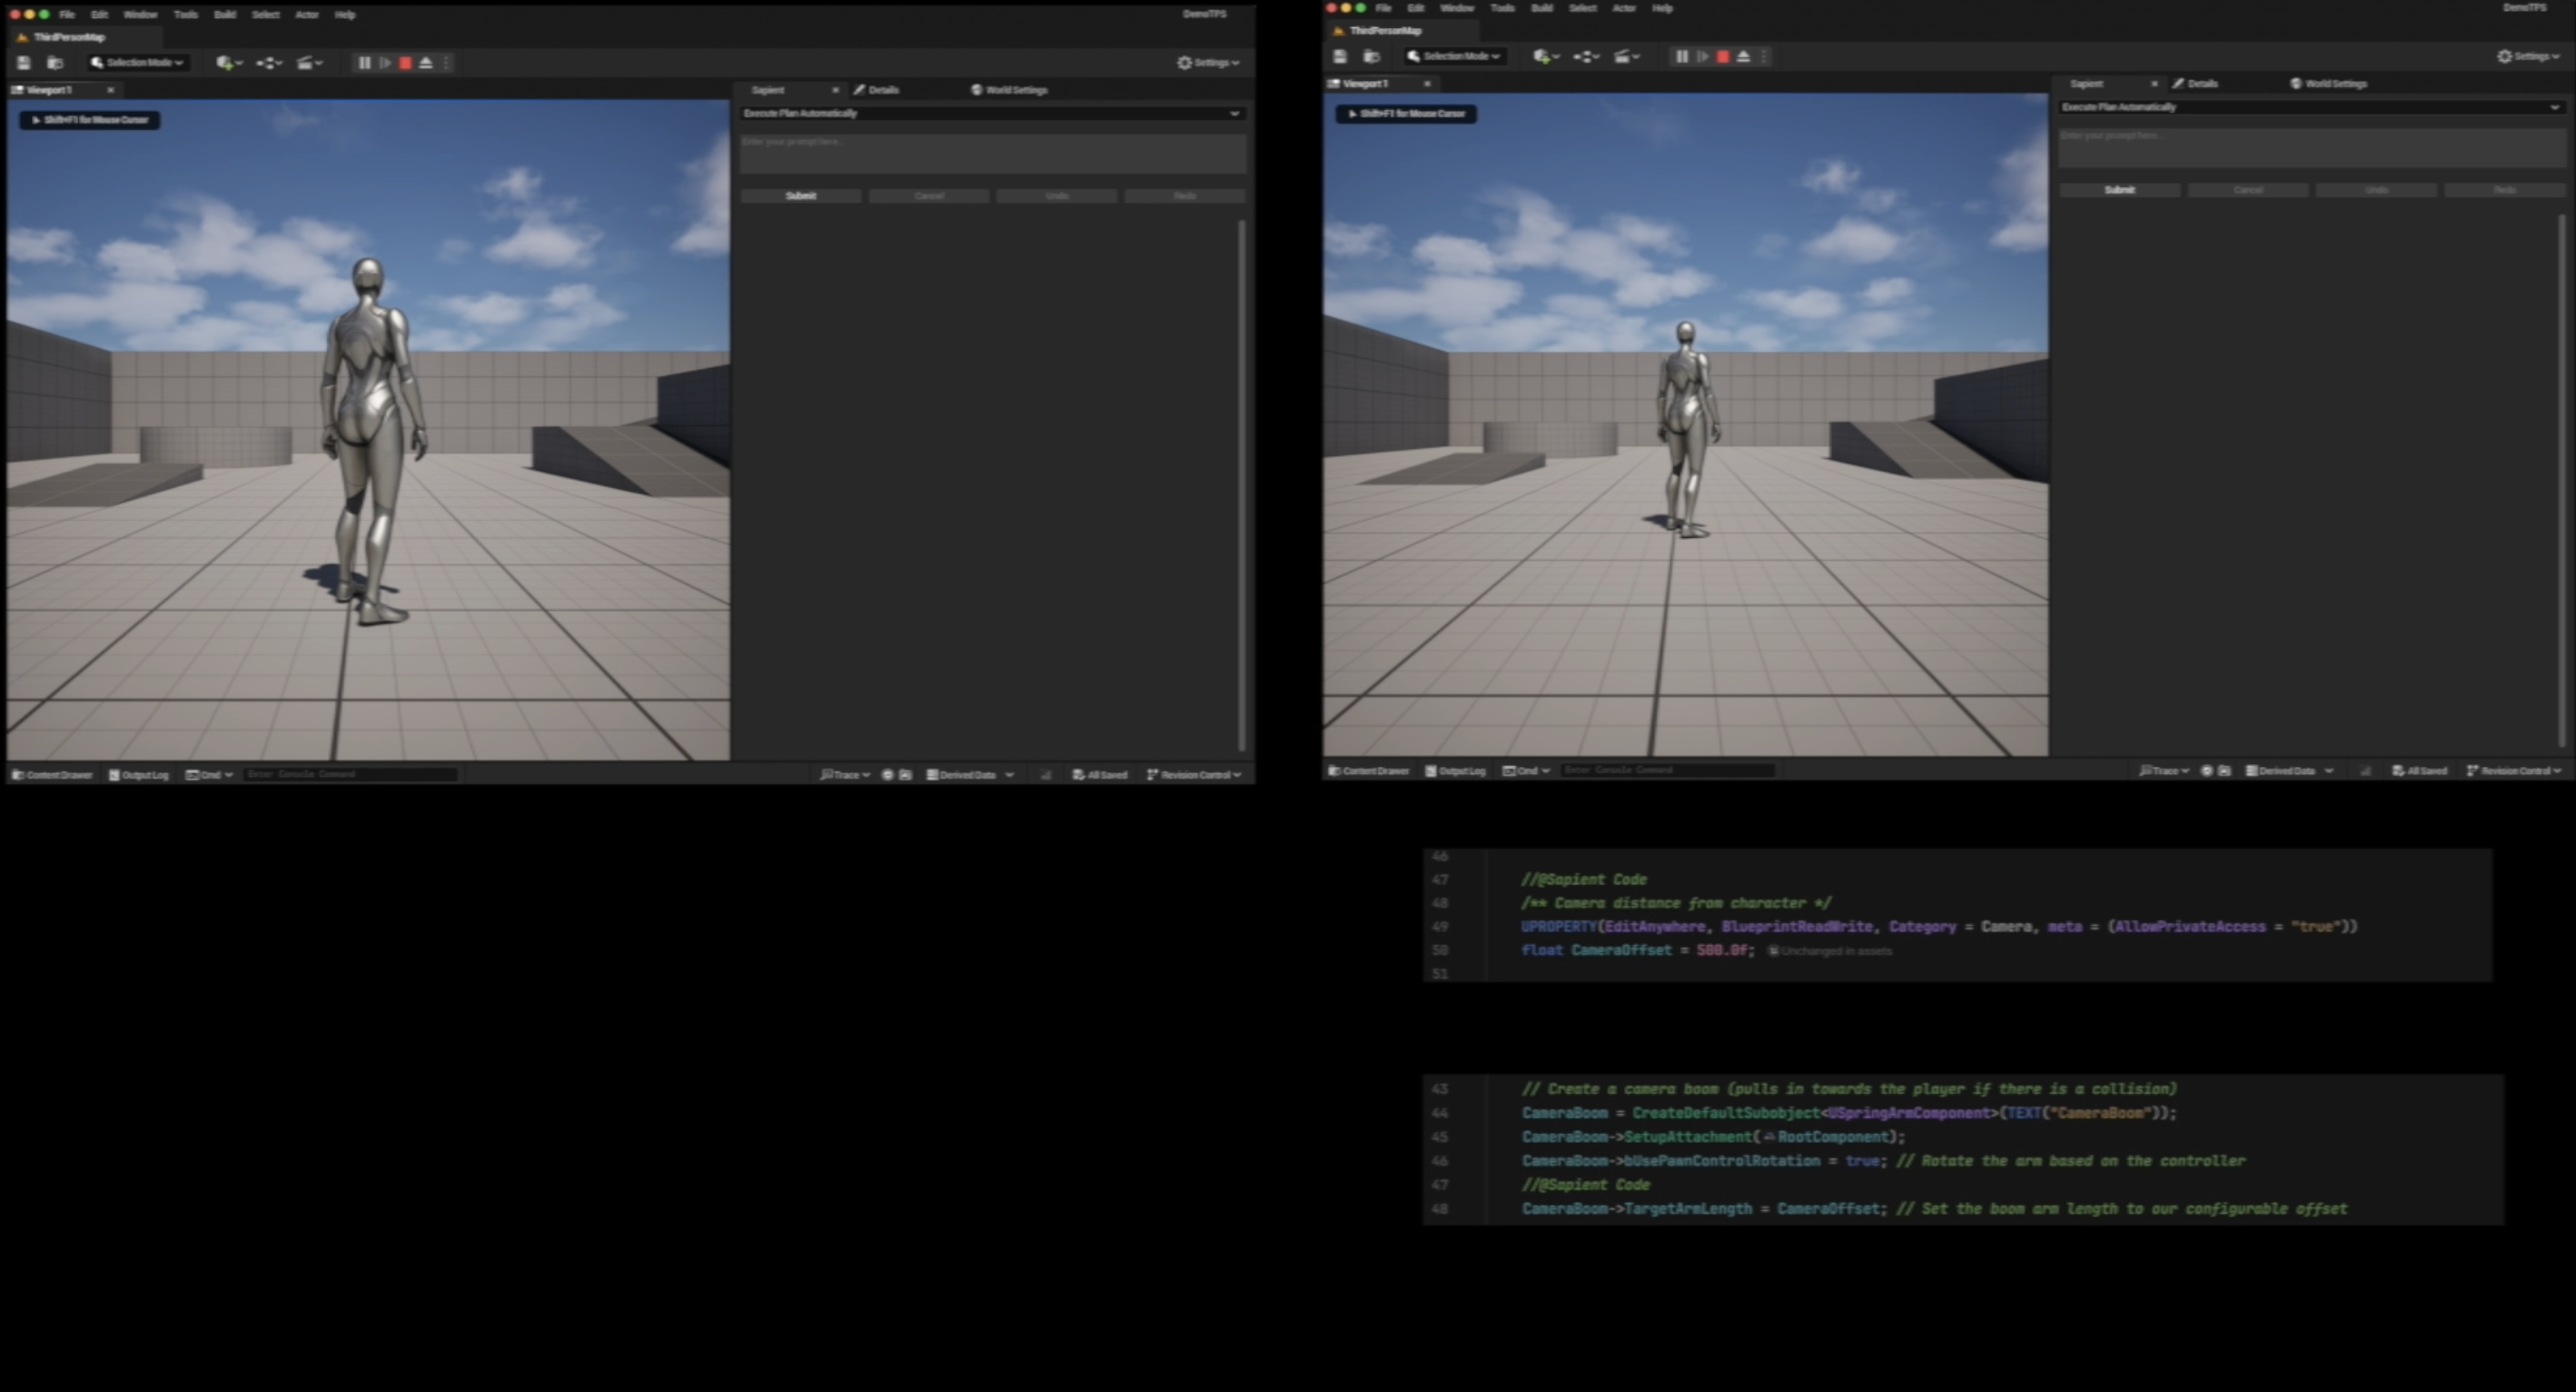 File Edit Window Tools Build Select Actor Help DemoTPS
ThirdPersonMap
Selection Mode Settings
Viewport 1 Sapient Details World Settings
Shift+F1 for Mouse Cursor
Execute Plan Automatically
Enter your prompt here...
Submit Cancel Undo Redo
Content Drawer Output Log Cmd Enter Console Command Trace Derived Data All Saved Revision Control
File Edit Window Tools Build Select Actor Help DemoTPS
ThirdPersonMap
Selection Mode Settings
Viewport 1 Sapient Details World Settings
Shift+F1 for Mouse Cursor
Execute Plan Automatically
Enter your prompt here...
Submit Cancel Undo Redo
Content Drawer Output Log Cmd Enter Console Command Trace Derived Data All Saved Revision Control
46
47 //@Sapient Code
48 /** Camera distance from character */
49 UPROPERTY(EditAnywhere, BlueprintReadWrite, Category = Camera, meta = (AllowPrivateAccess = "true"))
50 float CameraOffset = 500.0f; Unchanged in assets
51
43 // Create a camera boom (pulls in towards the player if there is a collision)
44 CameraBoom = CreateDefaultSubobject<USpringArmComponent>(TEXT("CameraBoom"));
45 CameraBoom->SetupAttachment(RootComponent);
46 CameraBoom->bUsePawnControlRotation = true; // Rotate the arm based on the controller
47 //@Sapient Code
48 CameraBoom->TargetArmLength = CameraOffset; // Set the boom arm length to our configurable offset